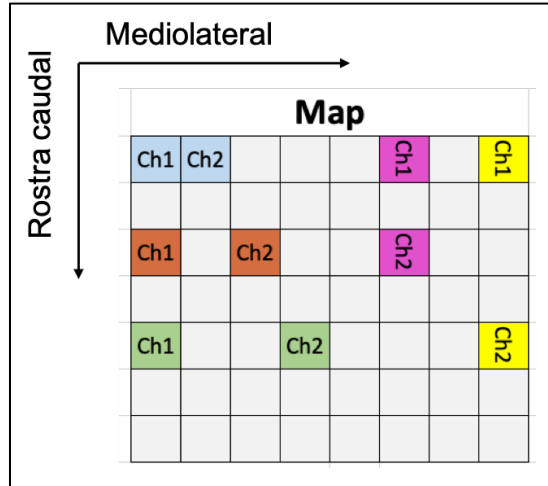 Mediolateral
Rostra caudal
Map
Ch1 Ch2 Ch1 Ch1
Ch1 Ch2 Ch2
Ch1 Ch2 Ch2